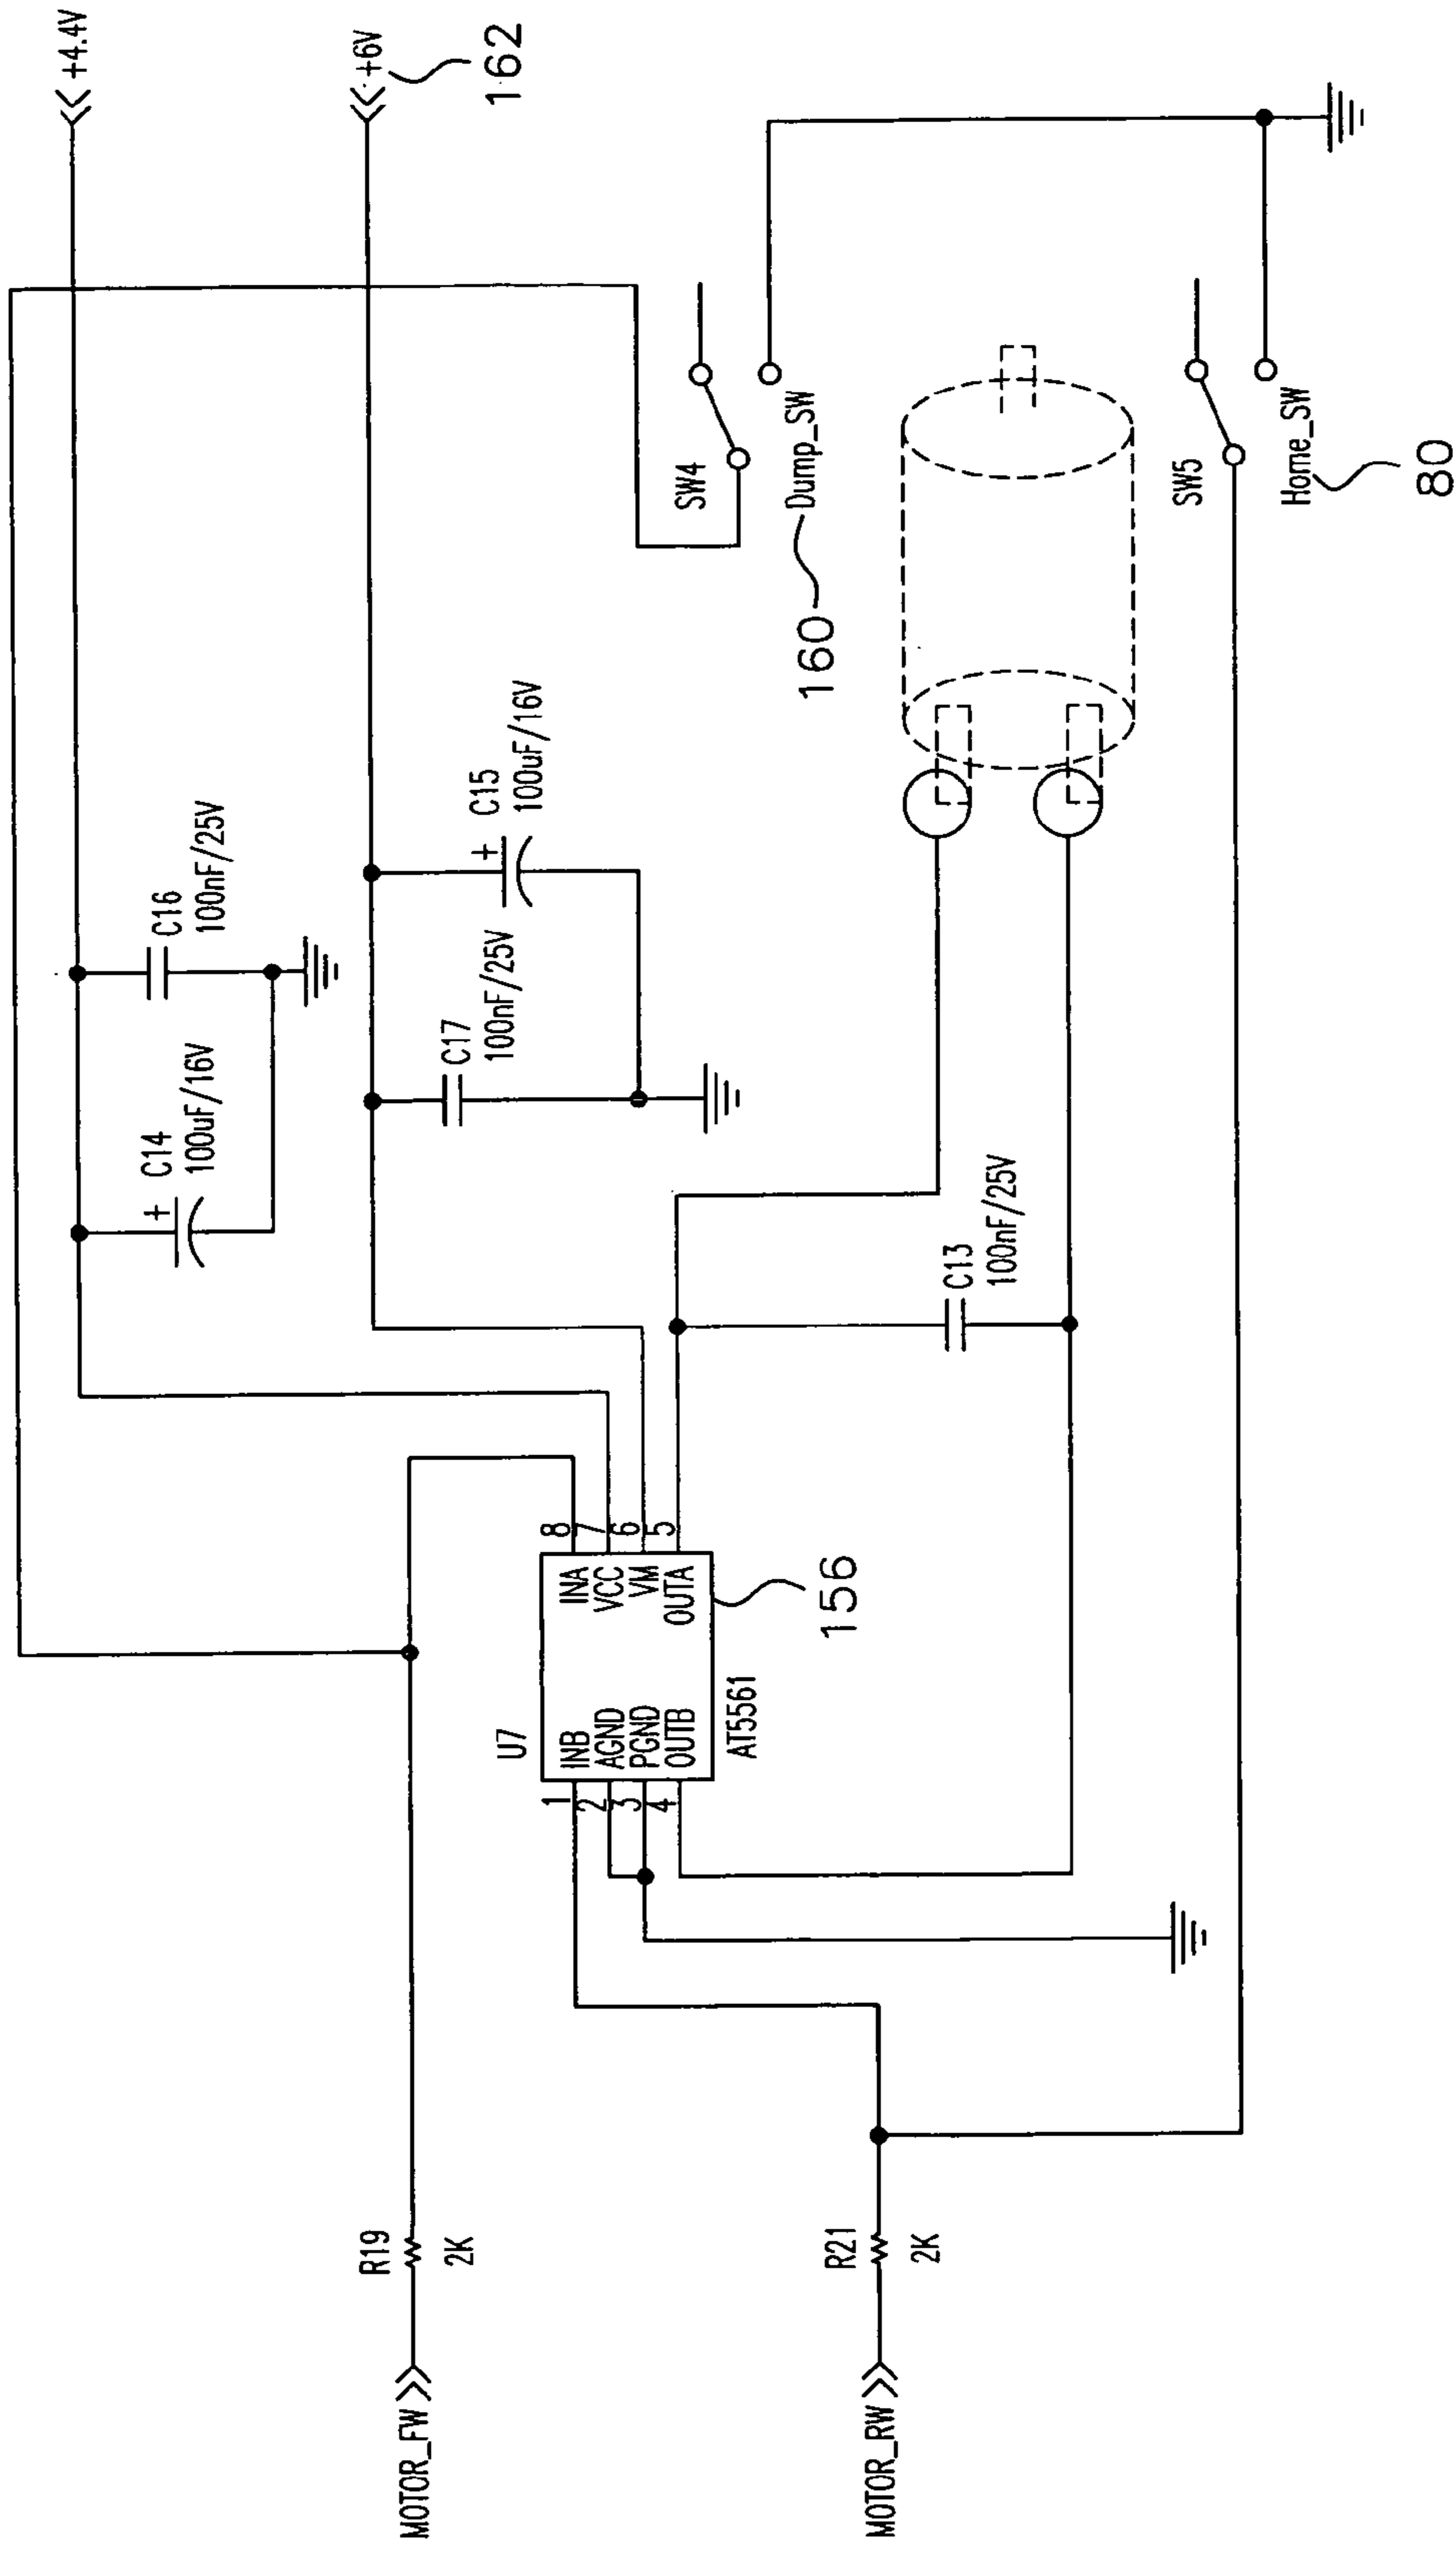 +4.4V
+6V
162
C16
100nF/25V
C14
100uF/16V
C15
100uF/16V
C17
100nF/25V
SW4
Dump_SW
160
SW5
Home_SW
80
C13
100nF/25V
U7
INB
AGND
PGND
OUTB
INA
VCC
VM
OUTA
1
2
3
4
8
7
6
5
AT5561
156
R19
2K
MOTOR_FW
R21
2K
MOTOR_RW